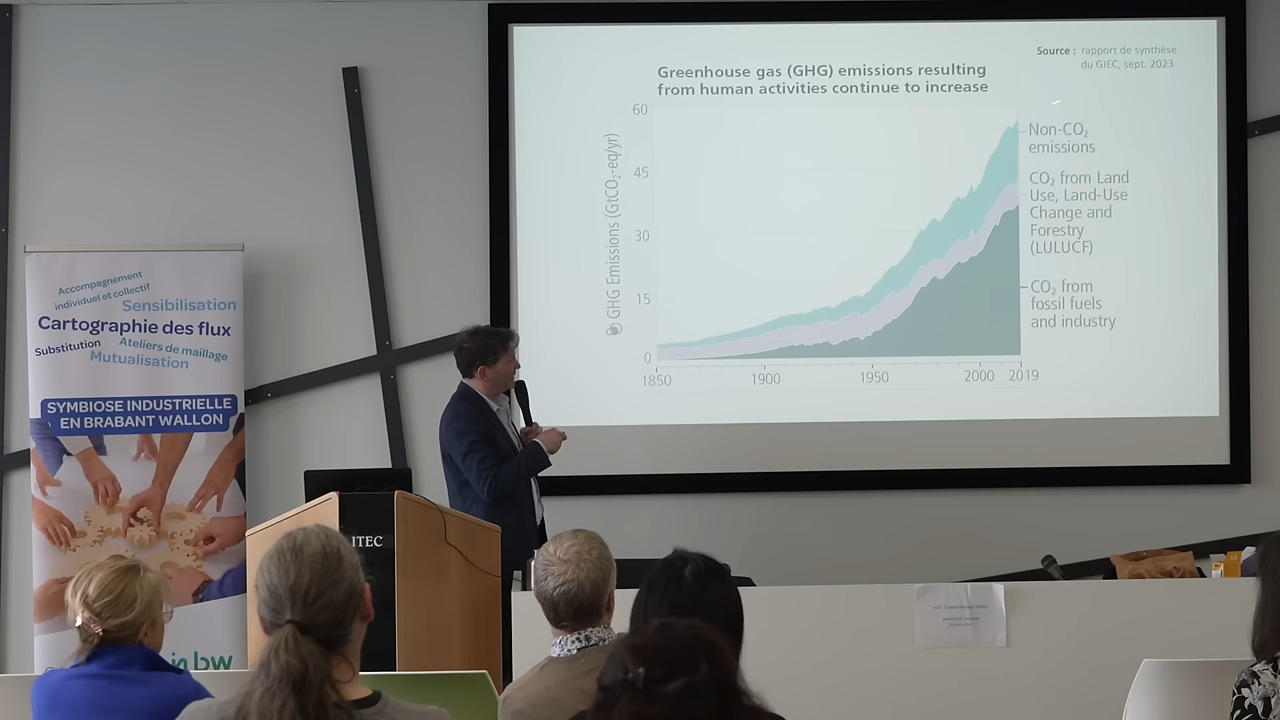 Source : rapport de synthèse
du GIEC, sept. 2023
Greenhouse gas (GHG) emissions resulting
from human activities continue to increase
60
45
30
15
0
GHG Emissions (GtCO₂-eq/yr)
1850
1900
1950
2000
2019
Non-CO₂
emissions
CO₂ from Land
Use, Land-Use
Change and
Forestry
(LULUCF)
CO₂ from
fossil fuels
and industry
Accompagnement
individuel et collectif
Sensibilisation
Cartographie des flux
Substitution
Ateliers de maillage
Mutualisation
SYMBIOSE INDUSTRIELLE
EN BRABANT WALLON
in bw
ITEC